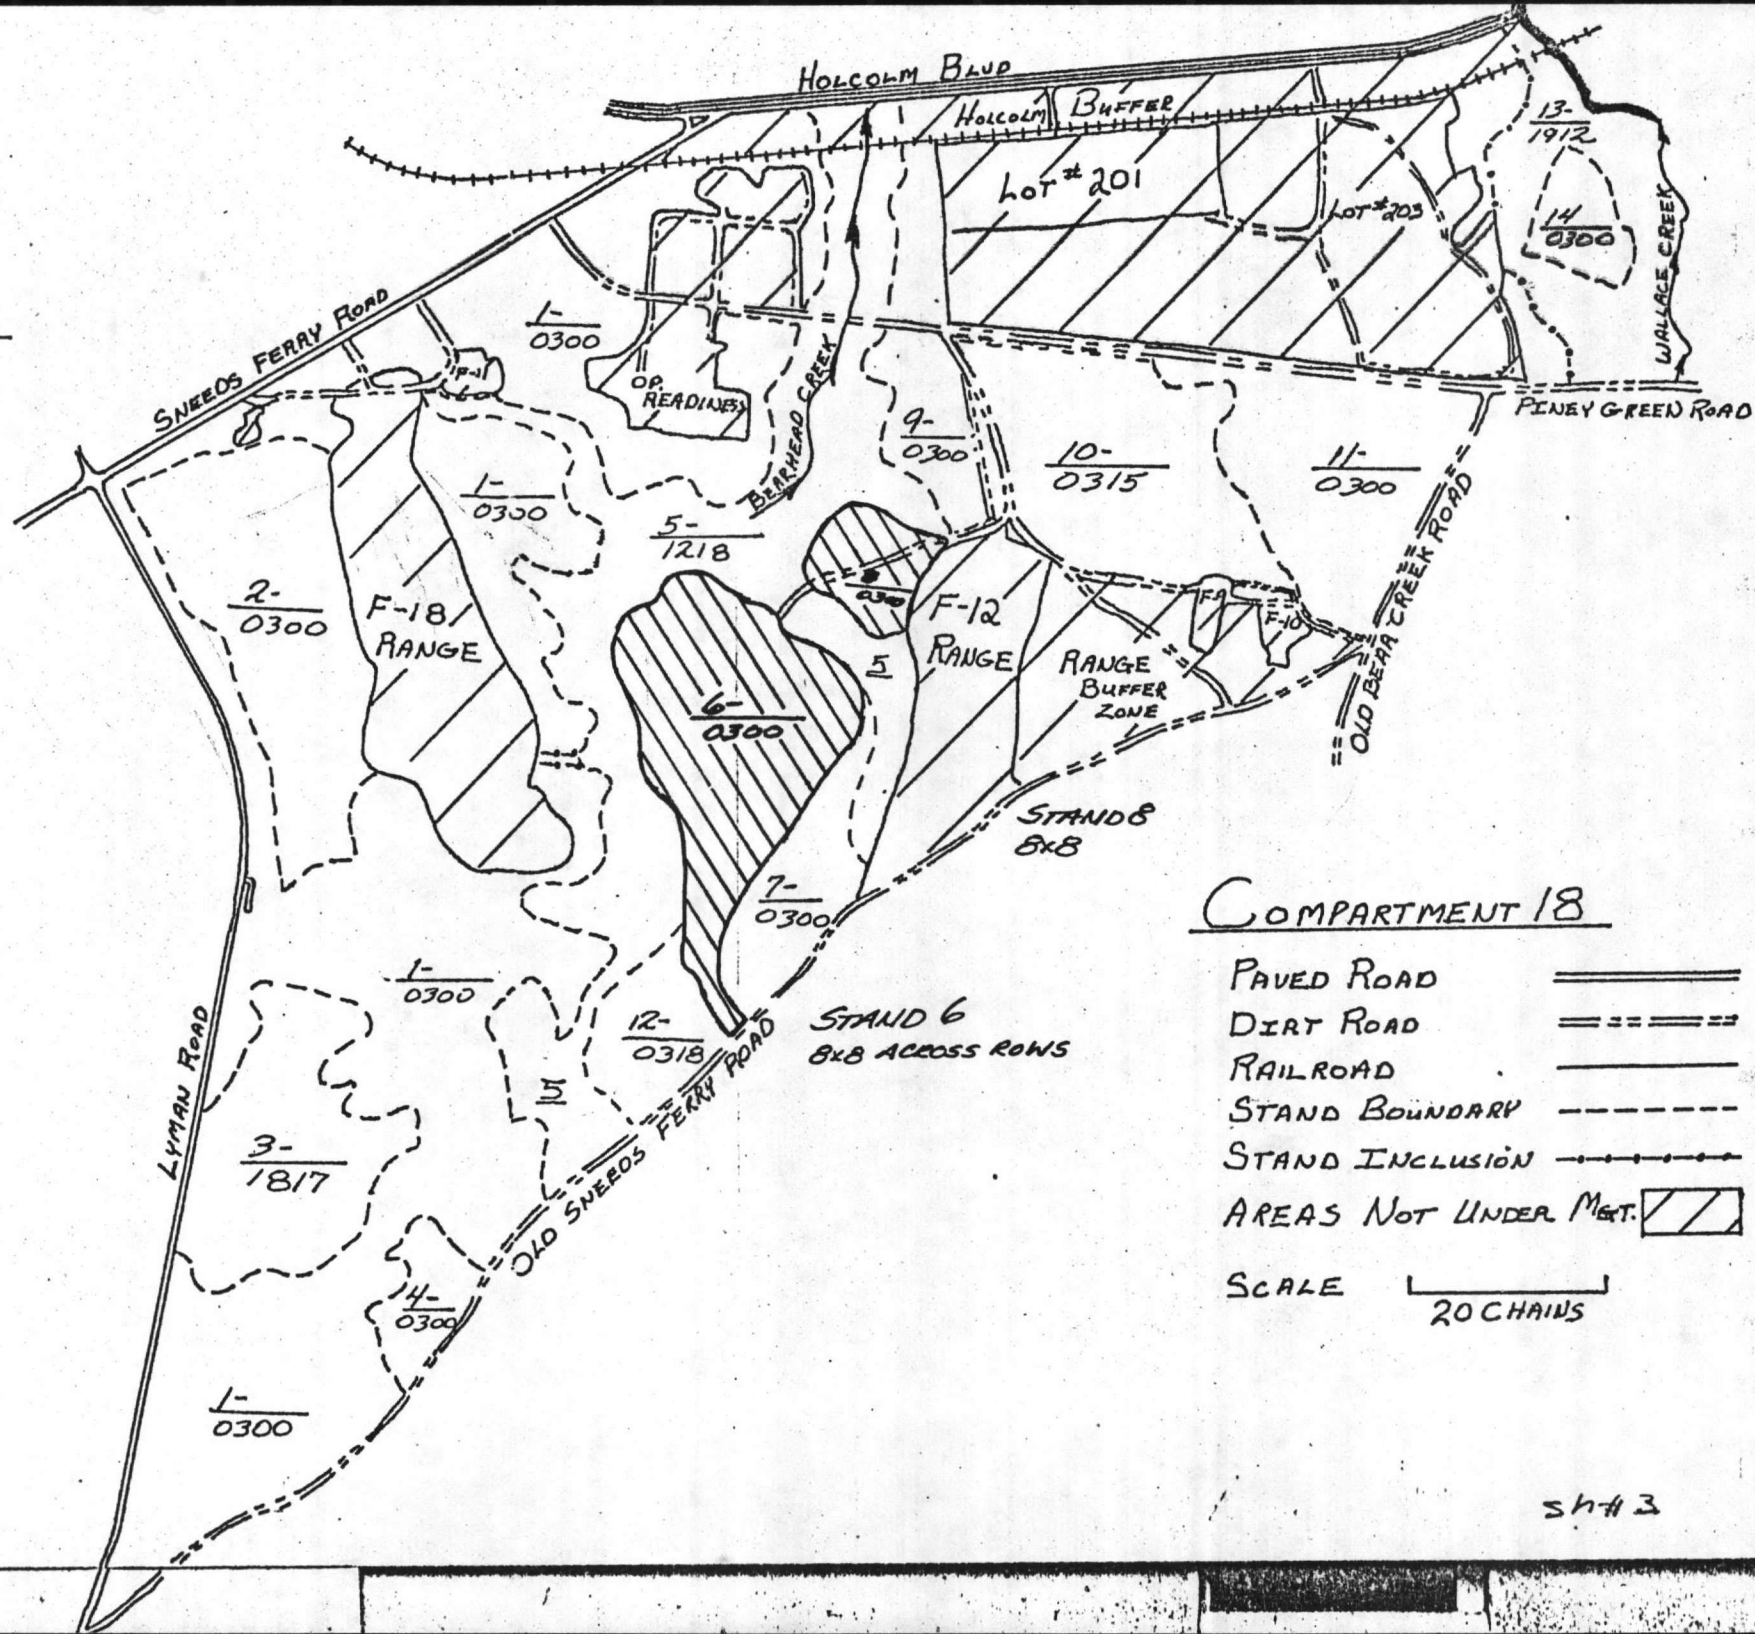 HOLCOLM BLVD
HOLCOLM BUFFER
13-
1912
LOT #201
LOT #203
14
0300
WALLACE CREEK
SNEEDS FERRY ROAD
1-
0300
OP.
READINESS
BEARHEAD CREEK
PINEY GREEN ROAD
9-
0300
10-
0315
11-
0300
1-
0300
5-
1218
OLD BEAR CREEK ROAD
2-
0300
F-18
RANGE
0300
F-12
RANGE
F-9
F-10
5
RANGE
BUFFER
ZONE
6-
0300
STAND 8
8x8
7-
0300
COMPARTMENT 18
PAVED ROAD
DIRT ROAD
RAILROAD
STAND BOUNDARY
STAND INCLUSION
AREAS NOT UNDER MGT.
SCALE
20 CHAINS
1-
0300
12-
0318
STAND 6
8x8 ACROSS ROWS
LYMAN ROAD
5
3-
1817
OLD SNEEDS FERRY ROAD
4-
0300
1-
0300
sh#3